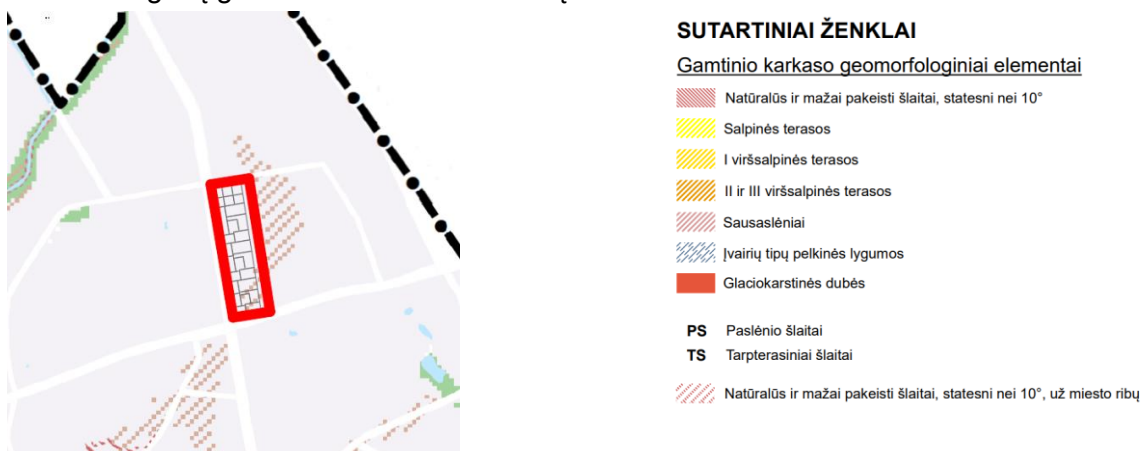 SUTARTINIAI ŽENKLAI
Gamtinio karkaso geomorfologiniai elementai
Natūralūs ir mažai pakeisti šlaitai, statesni nei 10°
Salpinės terasos
I viršsalpinės terasos
II ir III viršsalpinės terasos
Sausaslėniai
Įvairių tipų pelkinės lygumos
Glaciokarstinės dubės
PS Paslėnio šlaitai
TS Tarpterasiniai šlaitai
Natūralūs ir mažai pakeisti šlaitai, statesni nei 10°, už miesto ribų